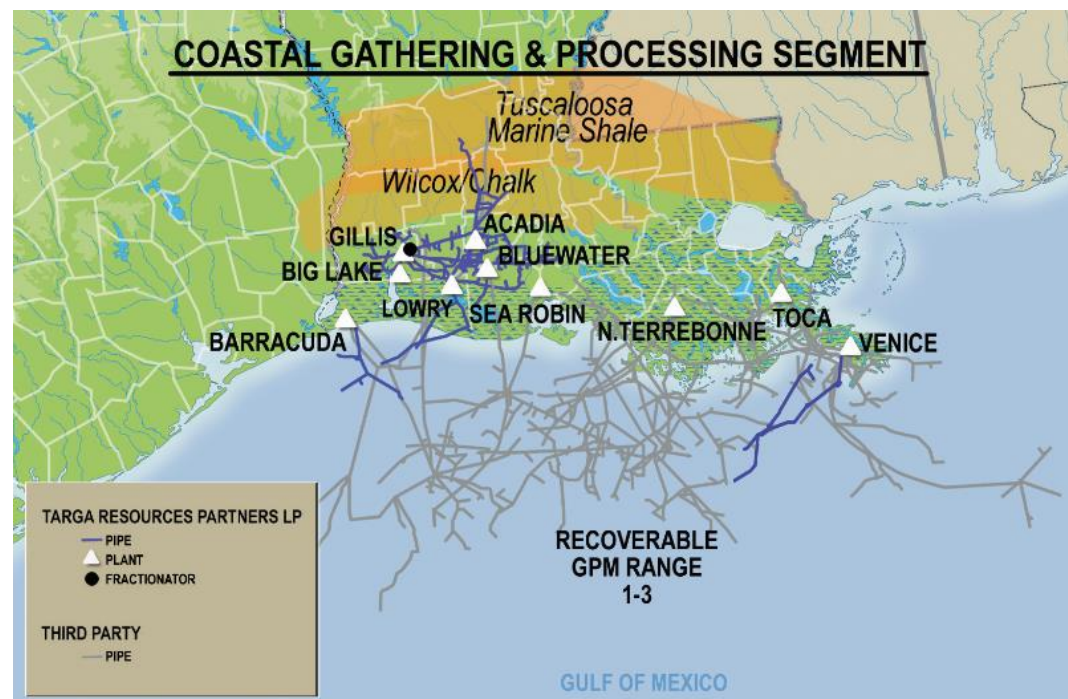 COASTAL GATHERING & PROCESSING SEGMENT
Tuscaloosa
Marine Shale
Wilcox/Chalk
ACADIA
GILLIS
BLUEWATER
BIG LAKE
LOWRY
SEA ROBIN
N.TERREBONNE
TOCA
BARRACUDA
VENICE
TARGA RESOURCES PARTNERS LP
PIPE
PLANT
FRACTIONATOR
THIRD PARTY
PIPE
RECOVERABLE
GPM RANGE
1-3
GULF OF MEXICO